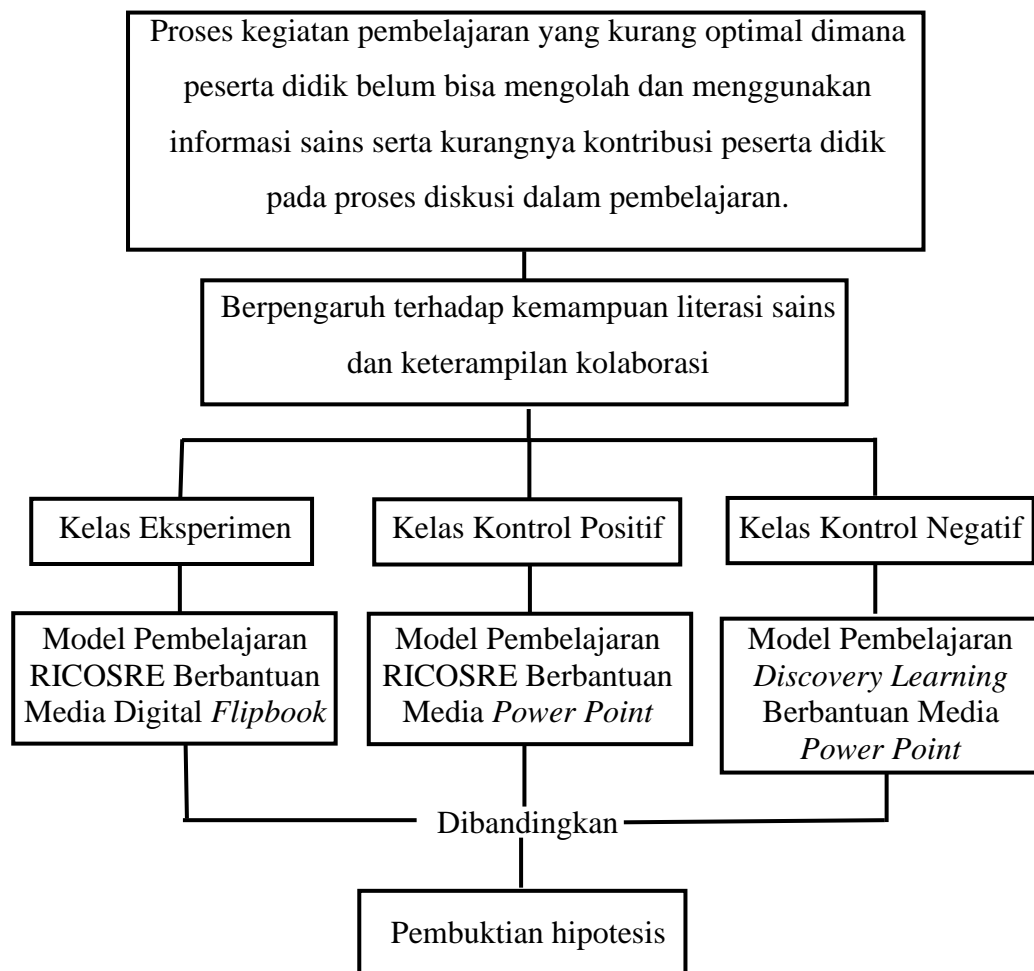 Proses kegiatan pembelajaran yang kurang optimal dimana
peserta didik belum bisa mengolah dan menggunakan
informasi sains serta kurangnya kontribusi peserta didik
pada proses diskusi dalam pembelajaran.
Berpengaruh terhadap kemampuan literasi sains
dan keterampilan kolaborasi
Kelas Eksperimen
Kelas Kontrol Positif
Kelas Kontrol Negatif
Model Pembelajaran
RICOSRE Berbantuan
Media Digital Flipbook
Model Pembelajaran
RICOSRE Berbantuan
Media Power Point
Model Pembelajaran
Discovery Learning
Berbantuan Media
Power Point
Dibandingkan
Pembuktian hipotesis